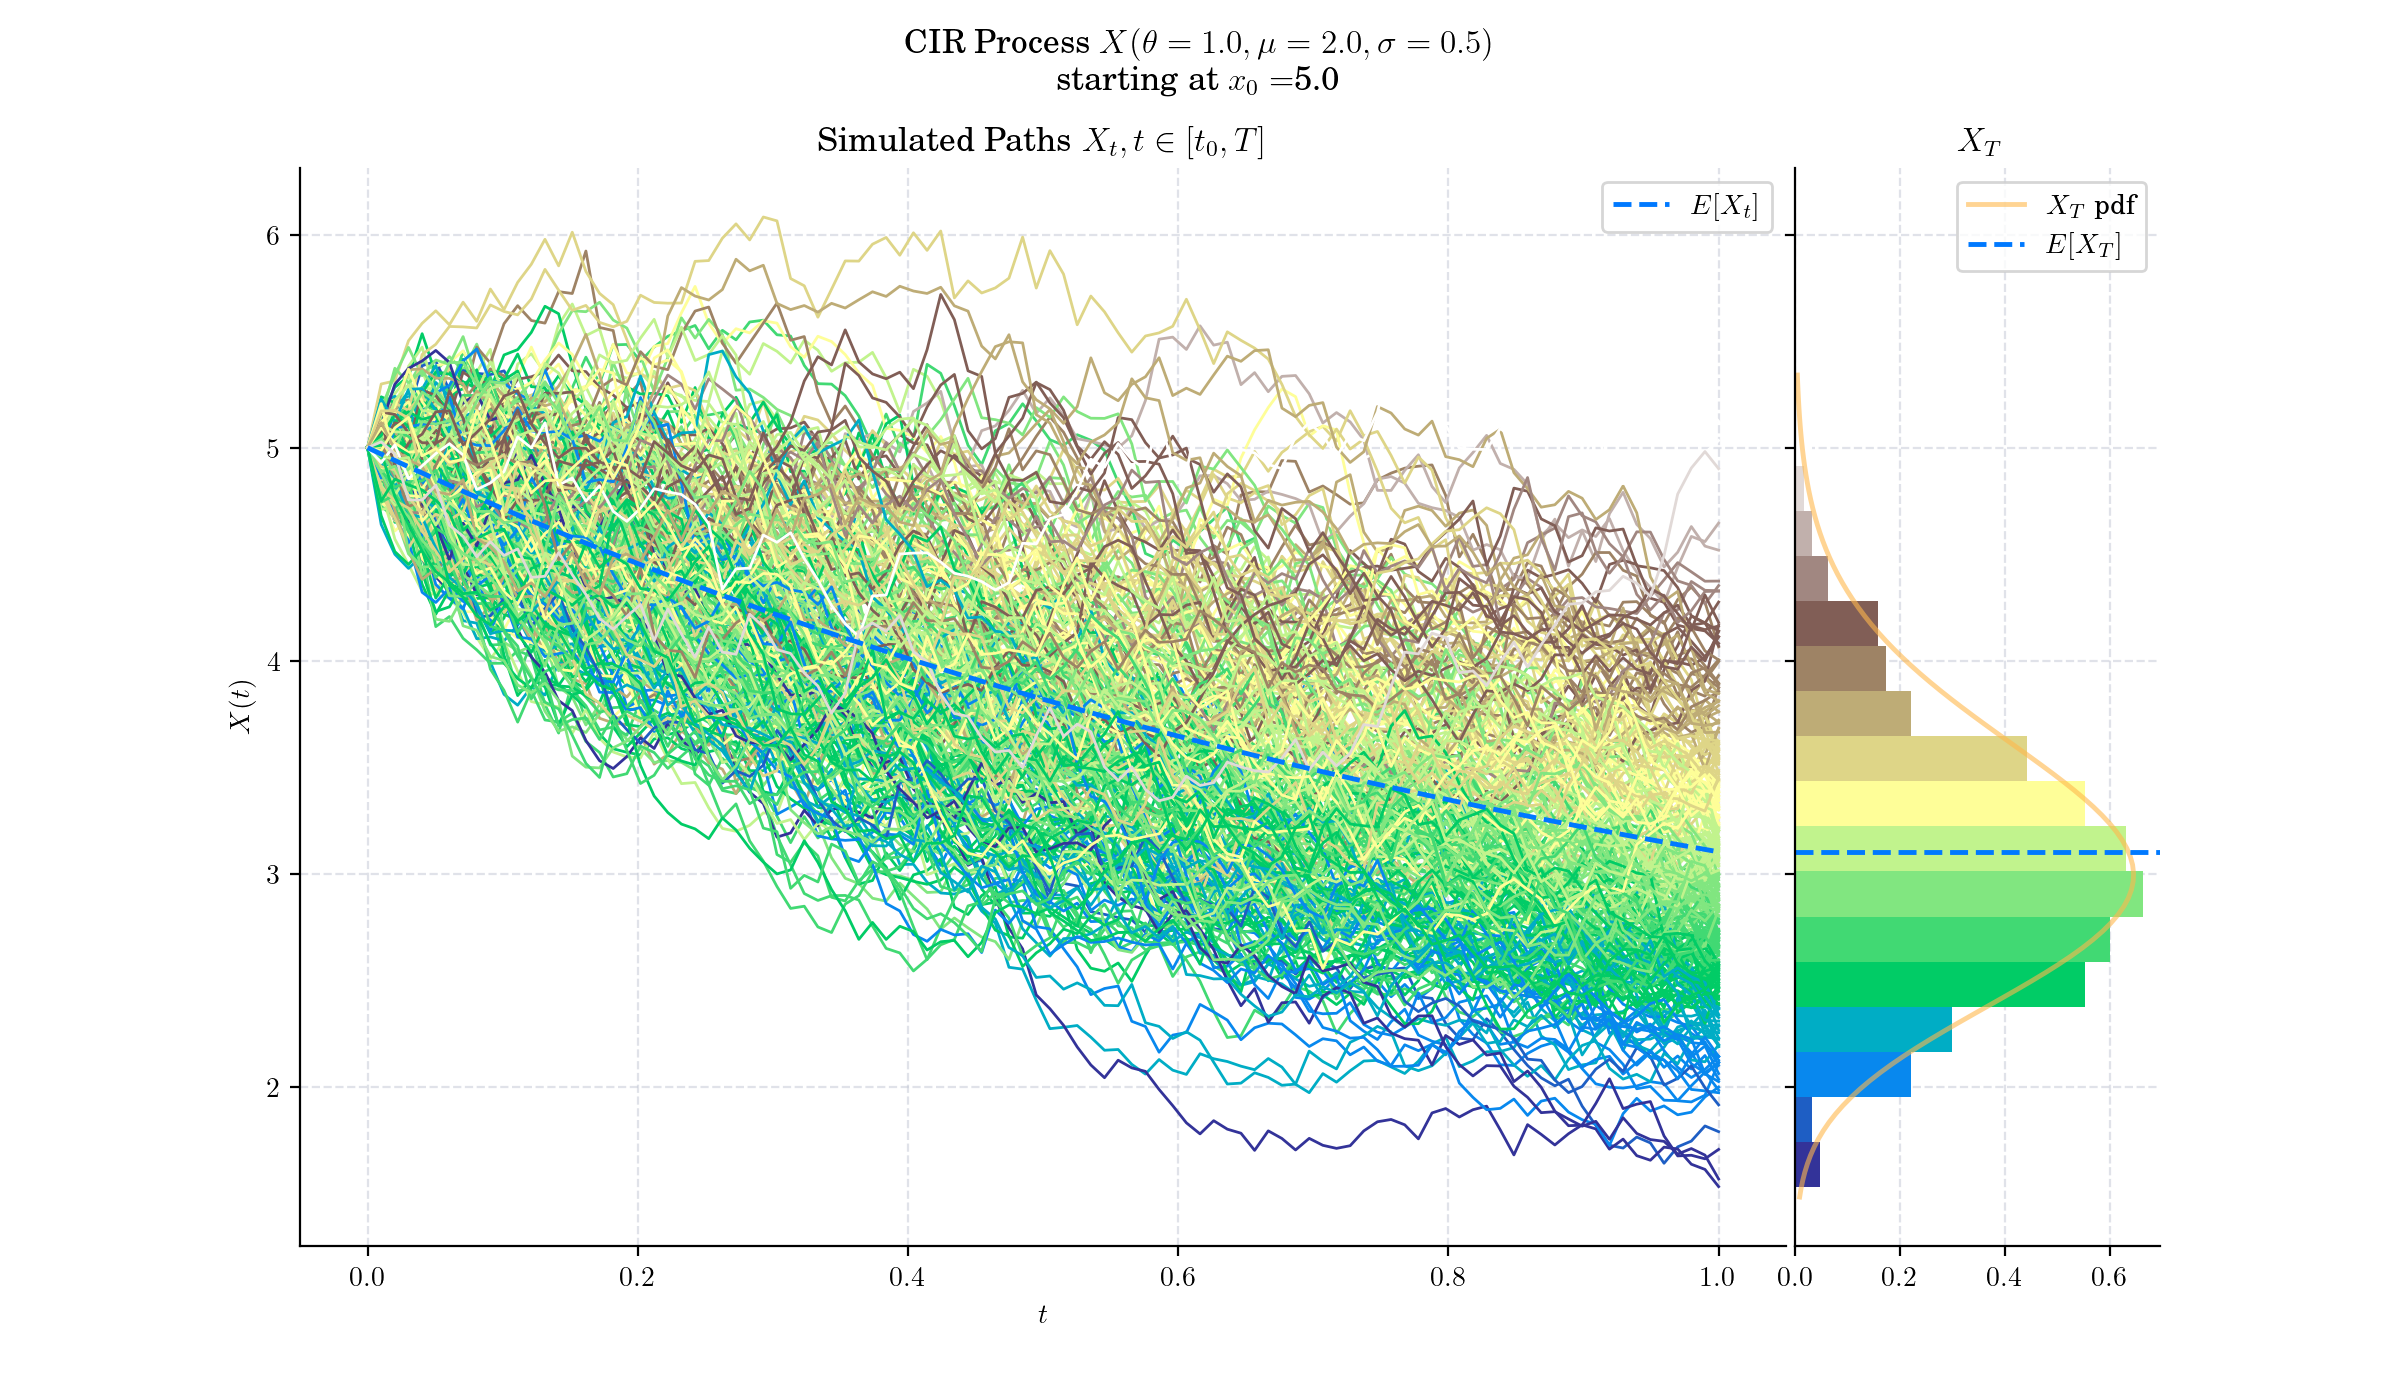 CIR Process X(θ = 1.0, μ = 2.0, σ = 0.5)
starting at x₀ =5.0
Simulated Paths Xₜ, t ∈ [t₀, T]
X_T
E[Xₜ]
X_T pdf
E[X_T]
6
5
4
3
2
X(t)
0.0
0.2
0.4
0.6
0.8
1.0
0.0
0.2
0.4
0.6
t